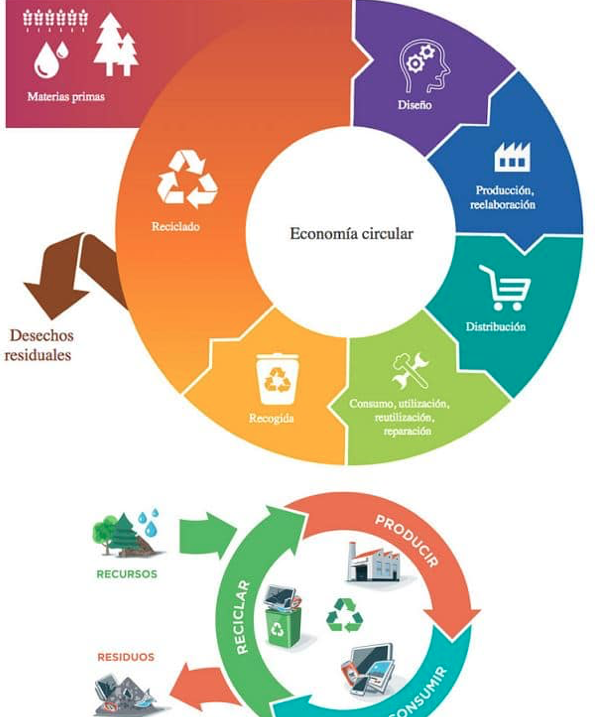 Materias primas
Diseño
Producción,
reelaboración
Reciclado
Economía circular
Distribución
Desechos
residuales
Consumo, utilización,
reutilización,
reparación
Recogida
PRODUCIR
RECURSOS
RECICLAR
RESIDUOS
CONSUMIR